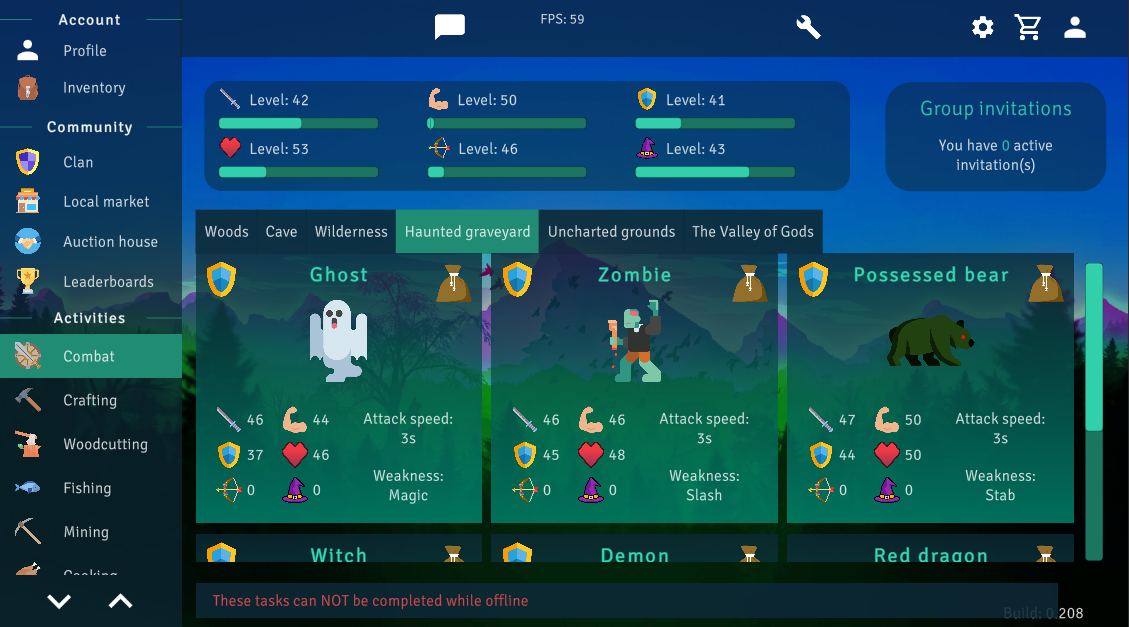 Account
Profile
Inventory
Community
Clan
Local market
Auction house
Leaderboards
Activities
Combat
Crafting
Woodcutting
Fishing
Mining
Cooking
FPS: 59
Level: 42
Level: 50
Level: 41
Level: 53
Level: 46
Level: 43
Group invitations
You have 0 active
invitation(s)
Woods
Cave
Wilderness
Haunted graveyard
Uncharted grounds
The Valley of Gods
Ghost
46
44
Attack speed:
3s
37
46
Weakness:
Magic
0
0
Zombie
46
46
Attack speed:
3s
45
48
Weakness:
Slash
0
0
Possessed bear
47
50
Attack speed:
3s
44
50
Weakness:
Stab
0
0
Witch
Demon
Red dragon
These tasks can NOT be completed while offline
Build: 0.208